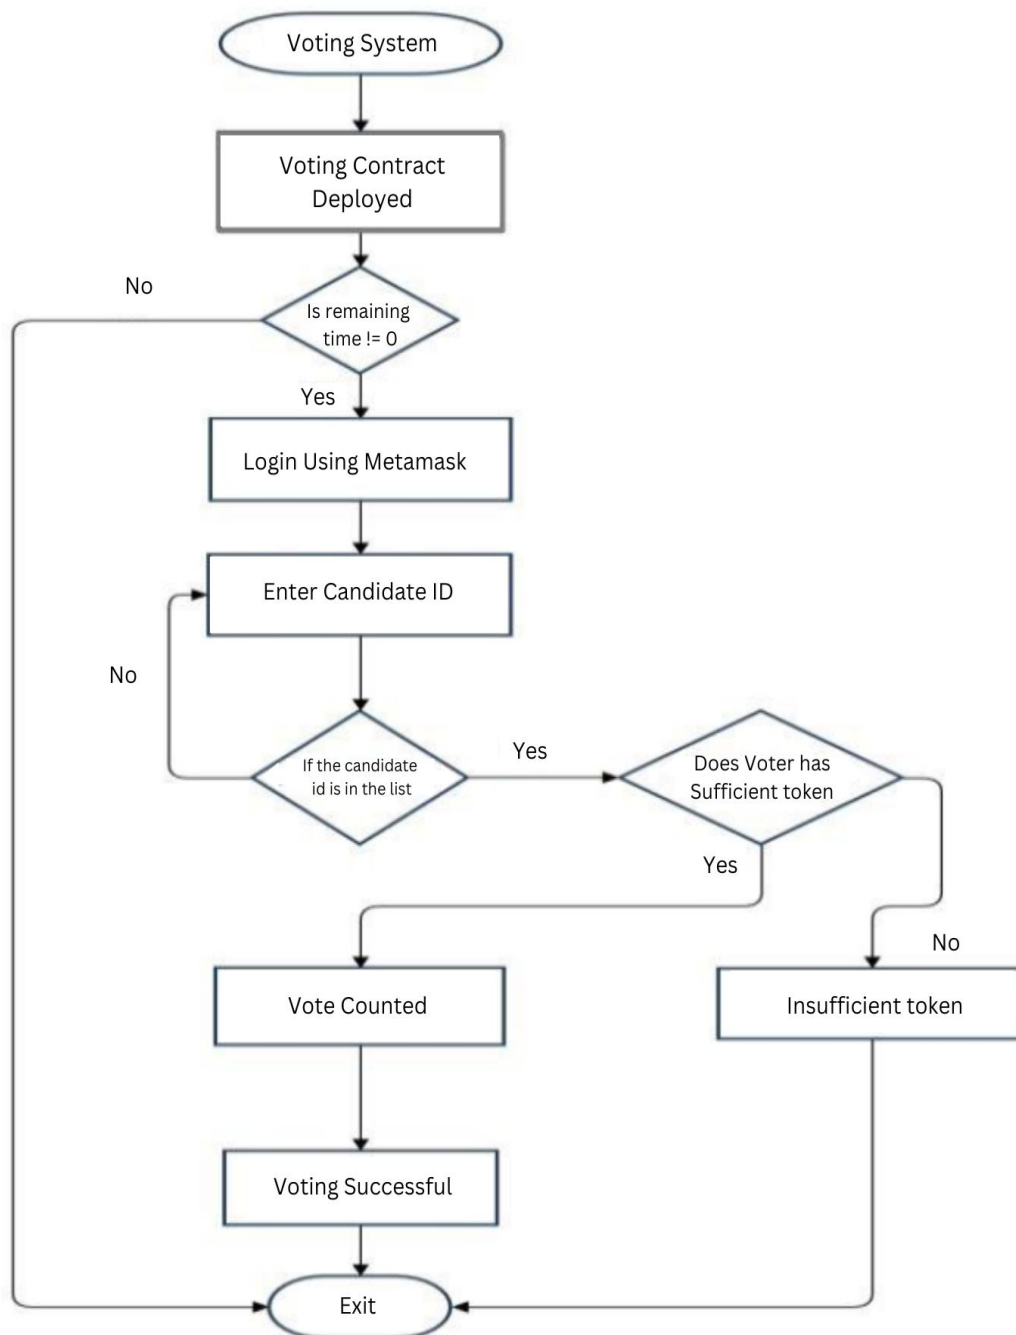 Voting System
Voting Contract
Deployed
No
Is remaining
time != 0
Yes
Login Using Metamask
Enter Candidate ID
No
If the candidate
id is in the list
Yes
Does Voter has
Sufficient token
Yes
No
Vote Counted
Insufficient token
Voting Successful
Exit